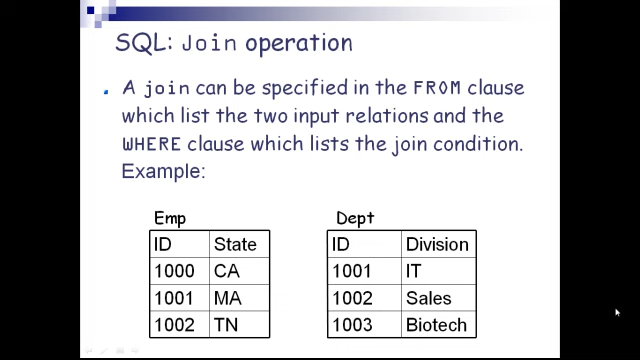 SQL: Join operation
A join can be specified in the FROM clause
which list the two input relations and the
WHERE clause which lists the join condition.
Example:
Emp
ID State
1000 CA
1001 MA
1002 TN
Dept
ID Division
1001 IT
1002 Sales
1003 Biotech